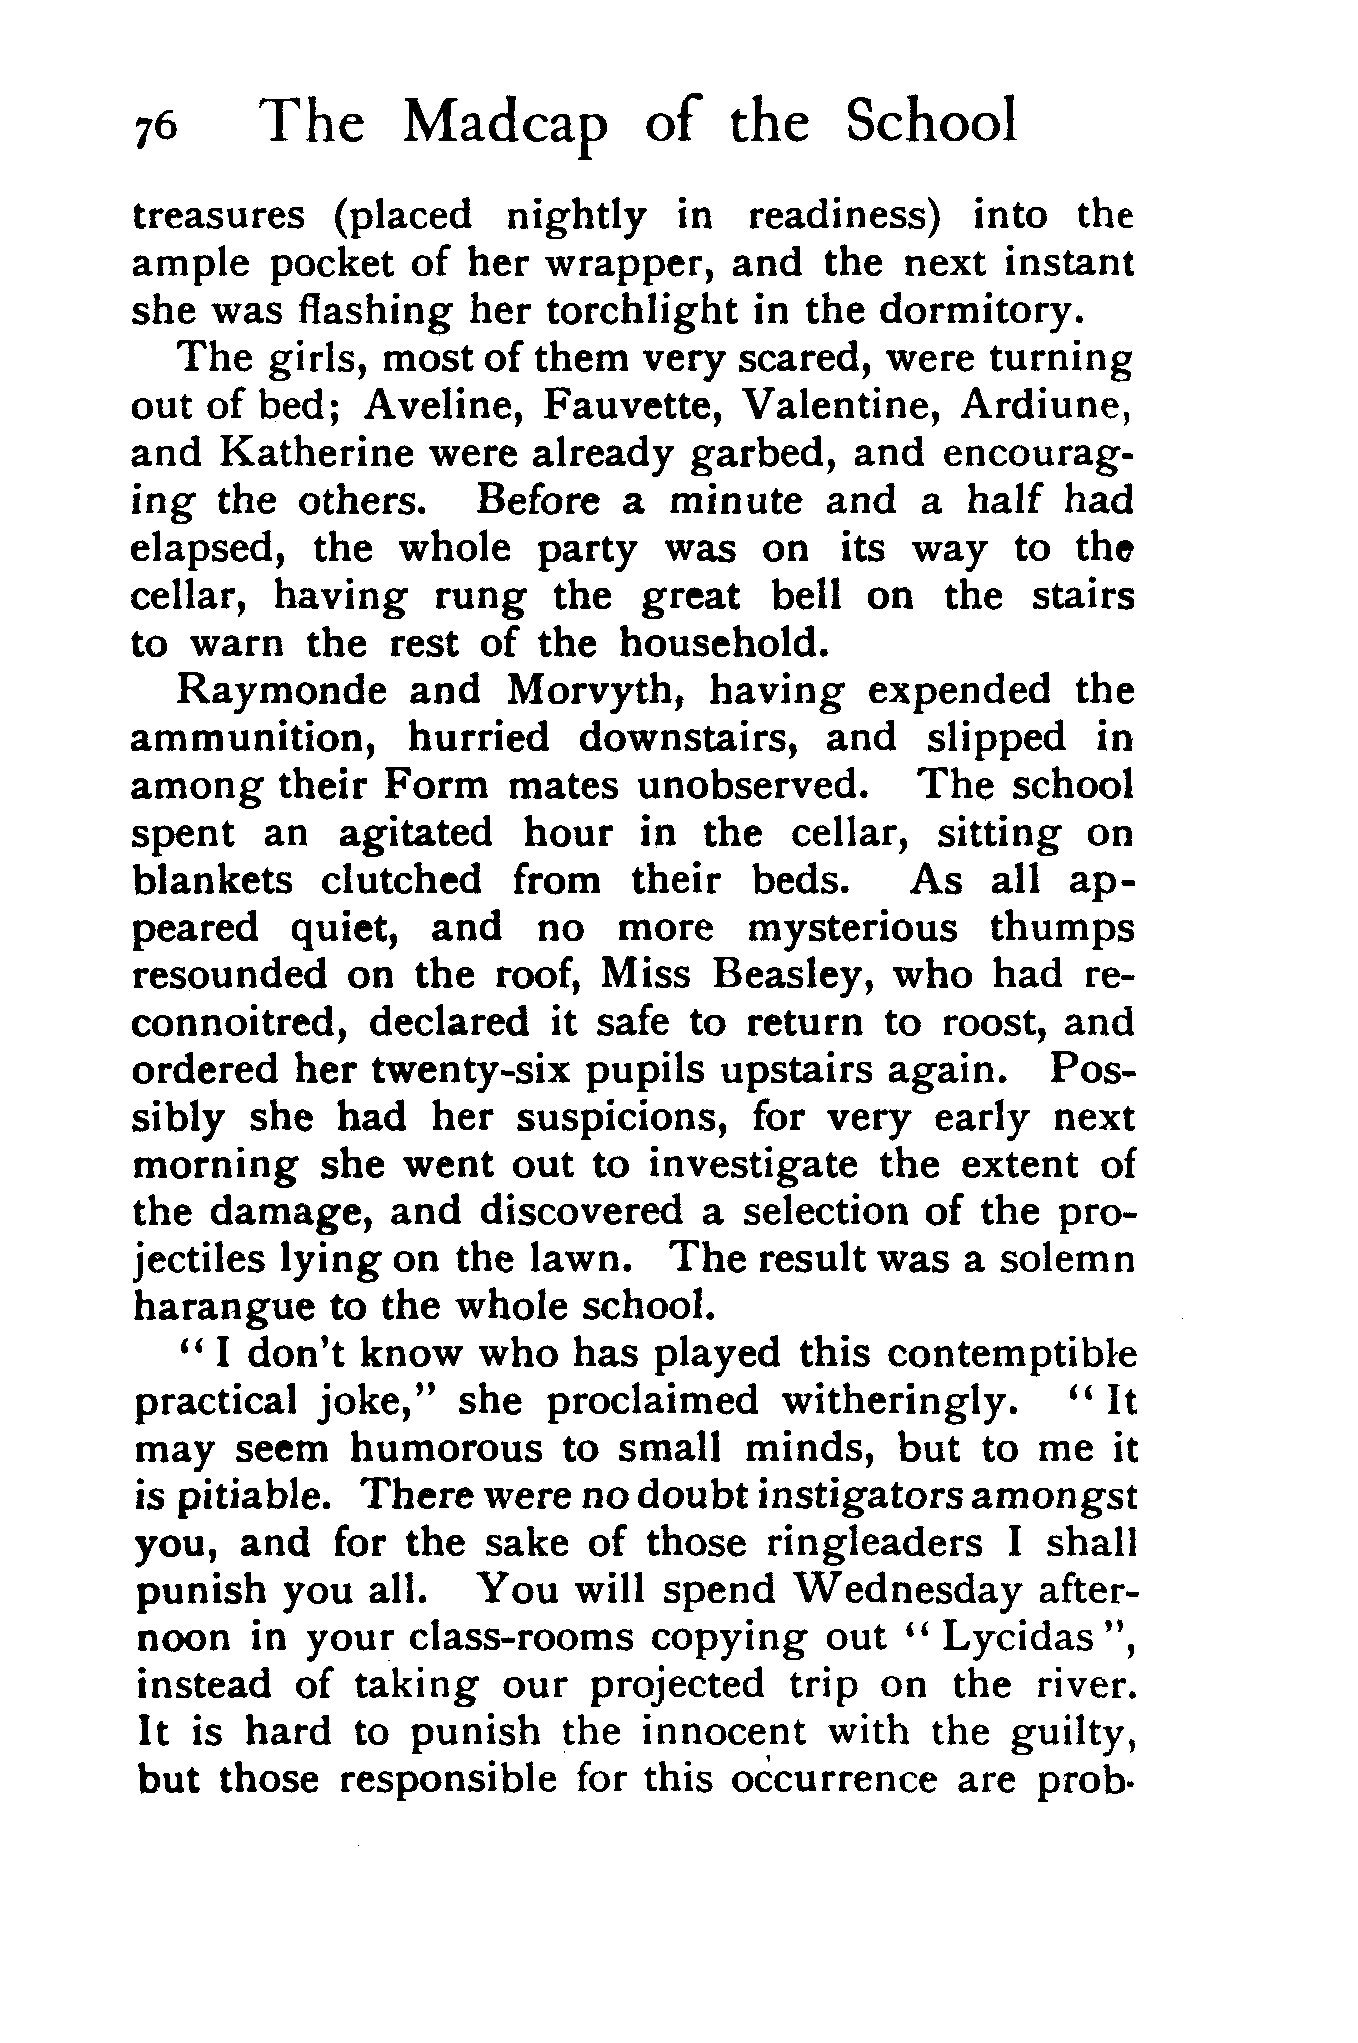 76 The Madcap of the School
treasures (placed nightly in readiness) into the
ample pocket of her wrapper, and the next instant
she was flashing her torchlight in the dormitory.
The girls, most of them very scared, were turning
out of bed; Aveline, Fauvette, Valentine, Ardiune,
and Katherine were already garbed, and encourag-
ing the others. Before a minute and a half had
elapsed, the whole party was on its way to the
cellar, having rung the great bell on the stairs
to warn the rest of the household.
Raymonde and Morvyth, having expended the
ammunition, hurried downstairs, and slipped in
among their Form mates unobserved. The school
spent an agitated hour in the cellar, sitting on
blankets clutched from their beds. As all ap-
peared quiet, and no more mysterious thumps
resounded on the roof, Miss Beasley, who had re-
connoitred, declared it safe to return to roost, and
ordered her twenty-six pupils upstairs again. Pos-
sibly she had her suspicions, for very early next
morning she went out to investigate the extent of
the damage, and discovered a selection of the pro-
jectiles lying on the lawn. The result was a solemn
harangue to the whole school.
“I don't know who has played this contemptible
practical joke,” she proclaimed witheringly. “It
may seem humorous to small minds, but to me it
is pitiable. There were no doubt instigators amongst
you, and for the sake of those ringleaders I shall
punish you all. You will spend Wednesday after-
noon in your class-rooms copying out “Lycidas”,
instead of taking our projected trip on the river.
It is hard to punish the innocent with the guilty,
but those responsible for this occurrence are prob-